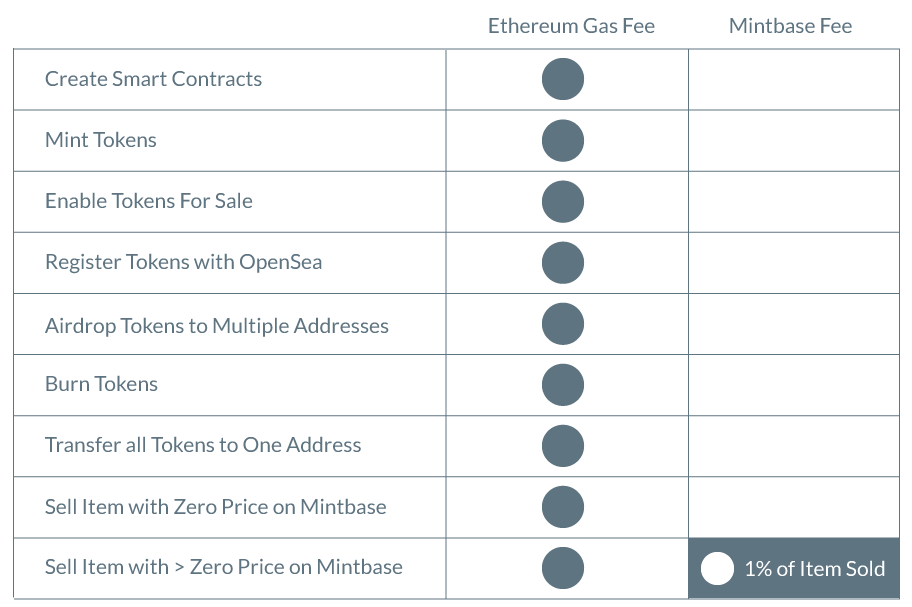 Ethereum Gas Fee Mintbase Fee
Create Smart Contracts
Mint Tokens
Enable Tokens For Sale
Register Tokens with OpenSea
Airdrop Tokens to Multiple Addresses
Burn Tokens
Transfer all Tokens to One Address
Sell Item with Zero Price on Mintbase
Sell Item with > Zero Price on Mintbase 1% of Item Sold